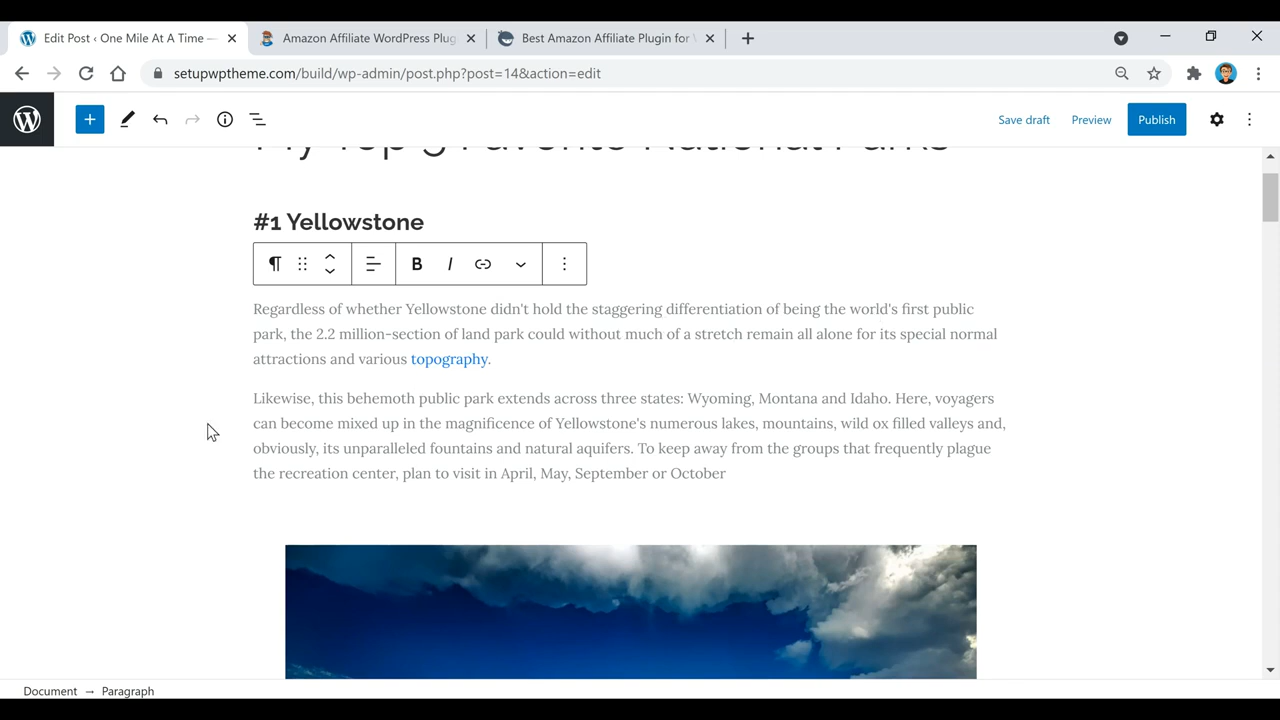 Edit Post ‹ One Mile At A Time —
Amazon Affiliate WordPress Plug
Best Amazon Affiliate Plugin for
setupwptheme.com/build/wp-admin/post.php?post=14&action=edit
Save draft
Preview
Publish
My Top 5 Favorite National Parks
#1 Yellowstone
B I
Regardless of whether Yellowstone didn't hold the staggering differentiation of being the world's first public
park, the 2.2 million-section of land park could without much of a stretch remain all alone for its special normal
attractions and various topography.
Likewise, this behemoth public park extends across three states: Wyoming, Montana and Idaho. Here, voyagers
can become mixed up in the magnificence of Yellowstone's numerous lakes, mountains, wild ox filled valleys and,
obviously, its unparalleled fountains and natural aquifers. To keep away from the groups that frequently plague
the recreation center, plan to visit in April, May, September or October
Document → Paragraph